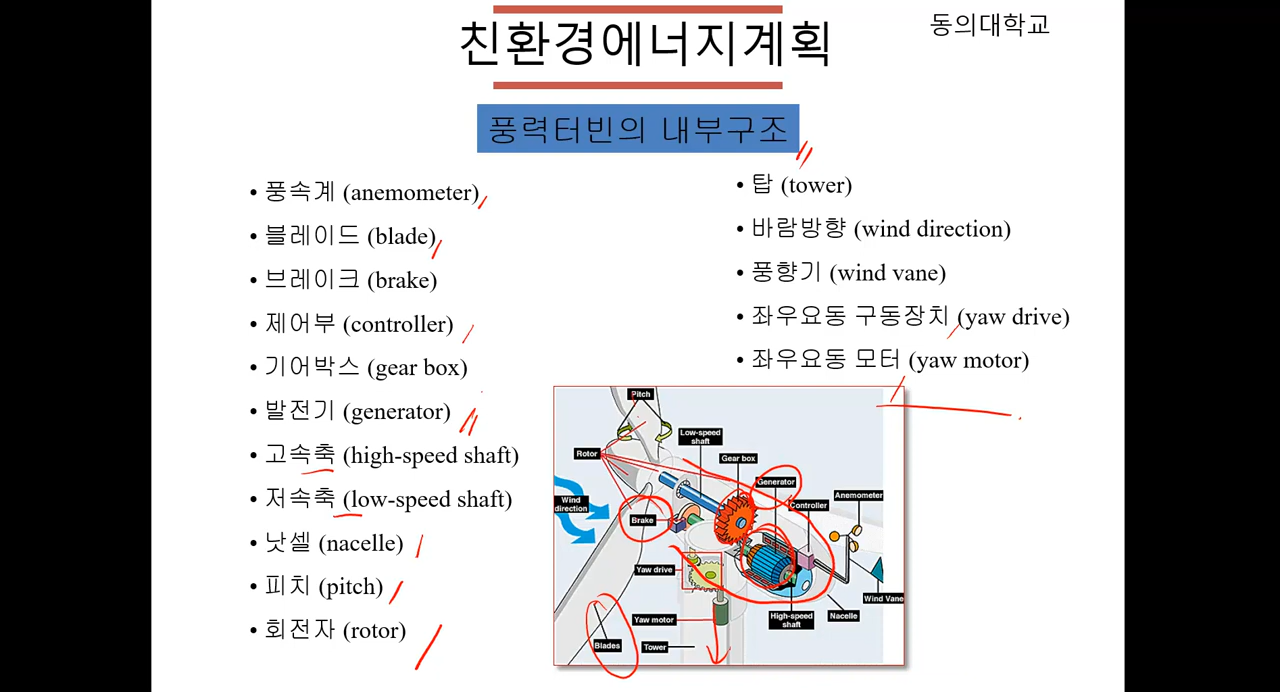 친환경에너지계획
동의대학교
풍력터빈의 내부구조
• 풍속계 (anemometer)
• 블레이드 (blade)
• 브레이크 (brake)
• 제어부 (controller)
• 기어박스 (gear box)
• 발전기 (generator)
• 고속축 (high-speed shaft)
• 저속축 (low-speed shaft)
• 낫셀 (nacelle)
• 피치 (pitch)
• 회전자 (rotor)
• 탑 (tower)
• 바람방향 (wind direction)
• 풍향기 (wind vane)
• 좌우요동 구동장치 (yaw drive)
• 좌우요동 모터 (yaw motor)
Pitch
Low-speed
shaft
Rotor
Gear box
Generator
Anemometer
Wind
direction
Controller
Brake
Yaw drive
Wind Vane
Yaw motor
High-speed
shaft
Nacelle
Blades
Tower